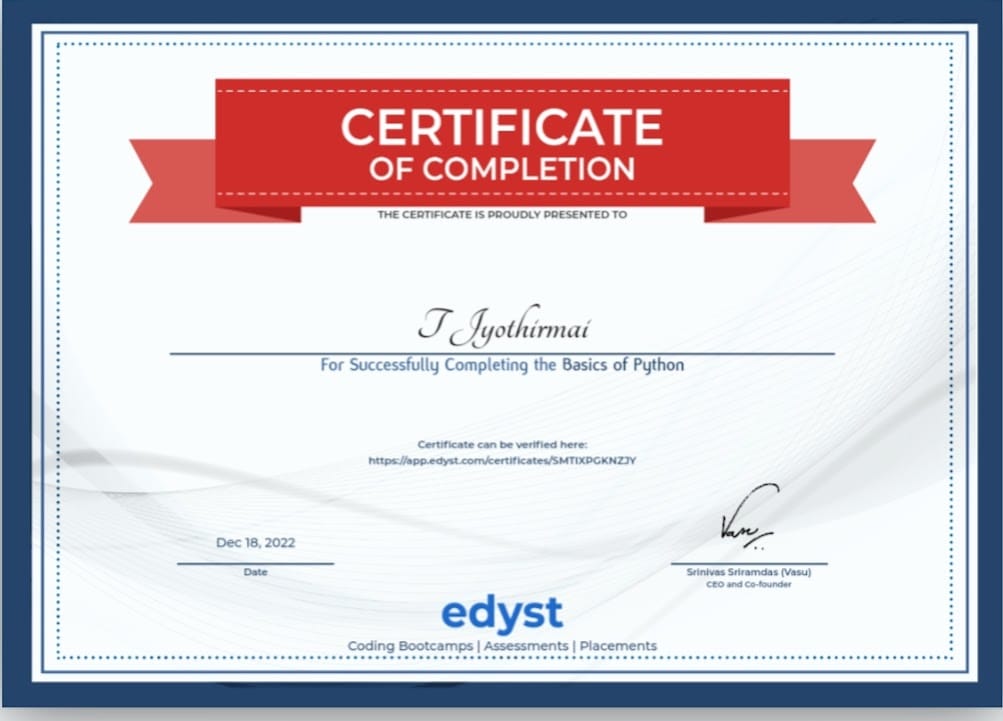 CERTIFICATE
OF COMPLETION
THE CERTIFICATE IS PROUDLY PRESENTED TO
T Jyothirmai
For Successfully Completing the Basics of Python
Certificate can be verified here:
https://app.edyst.com/certificates/SMTIXPGKNZJY
Dec 18, 2022
Date
Vasu
Srinivas Sriramdas (Vasu)
CEO and Co-founder
edyst
Coding Bootcamps | Assessments | Placements